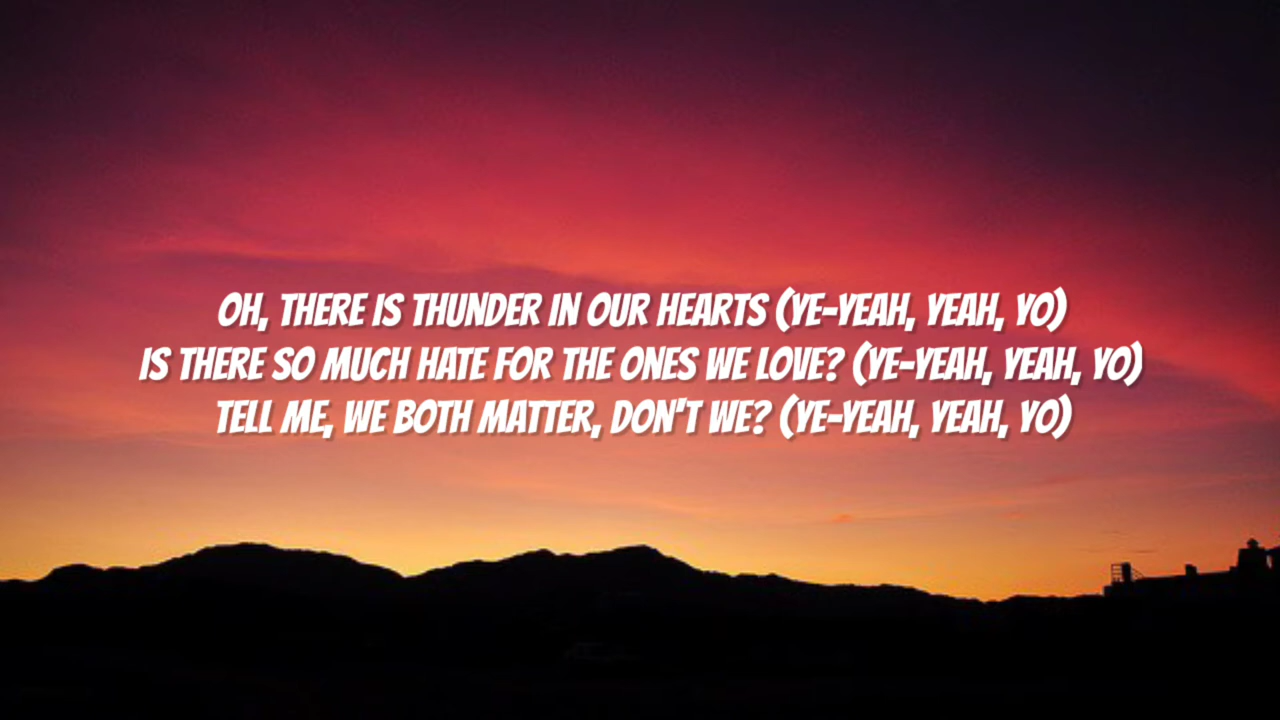 OH, THERE IS THUNDER IN OUR HEARTS (YE-YEAH, YEAH, YO)
IS THERE SO MUCH HATE FOR THE ONES WE LOVE? (YE-YEAH, YEAH, YO)
TELL ME, WE BOTH MATTER, DON'T WE? (YE-YEAH, YEAH, YO)